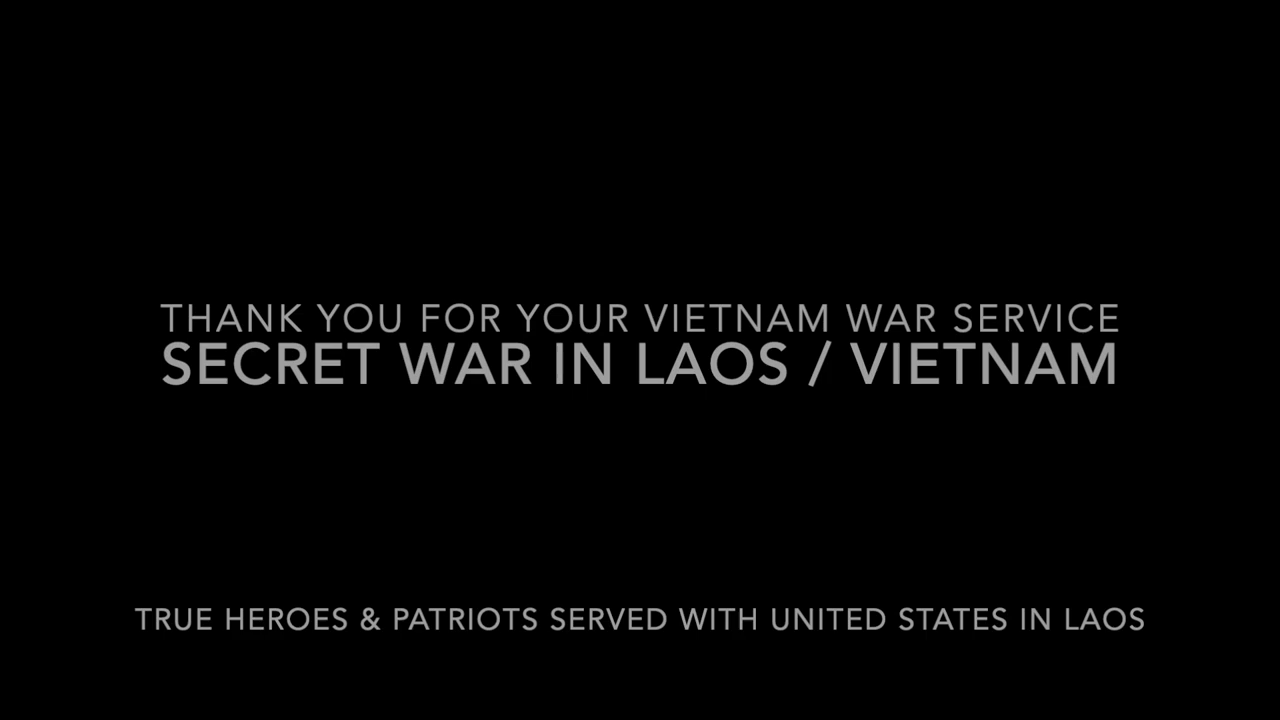 THANK YOU FOR YOUR VIETNAM WAR SERVICE
SECRET WAR IN LAOS / VIETNAM
TRUE HEROES & PATRIOTS SERVED WITH UNITED STATES IN LAOS